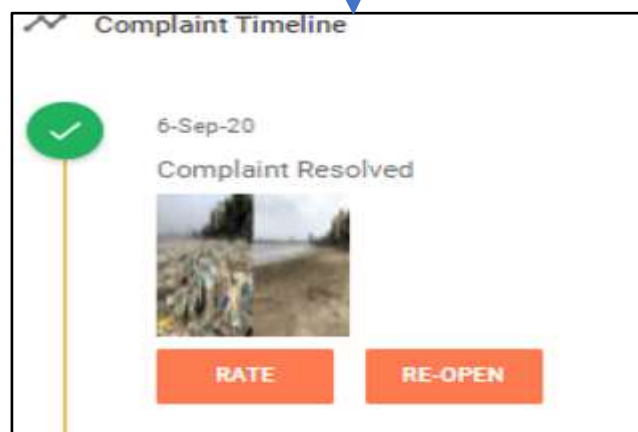 Complaint Timeline
6-Sep-20
Complaint Resolved
RATE
RE-OPEN